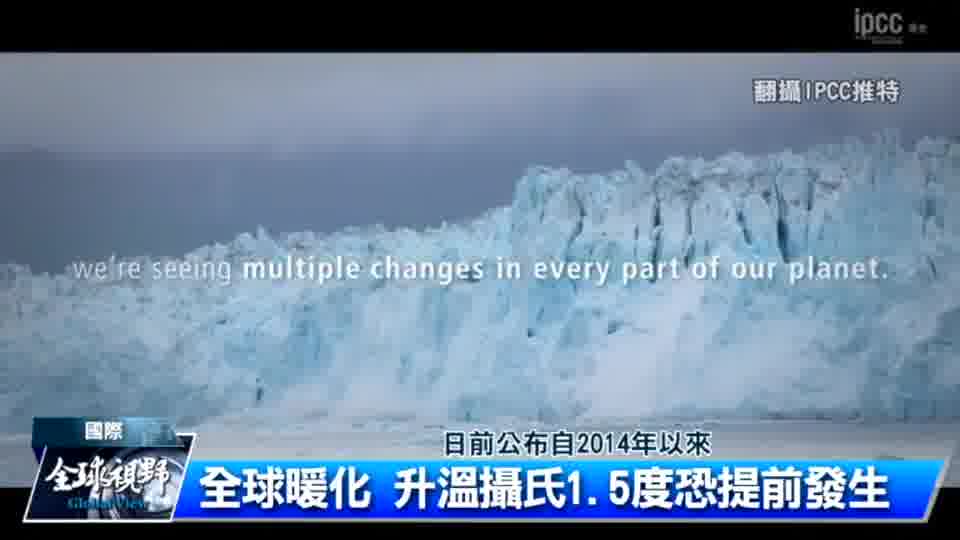 ipcc
翻攝IPCC推特
we're seeing multiple changes in every part of our planet.
國際
日前公布自2014年以來
全球視野
Global View
全球暖化 升溫攝氏1.5度恐提前發生